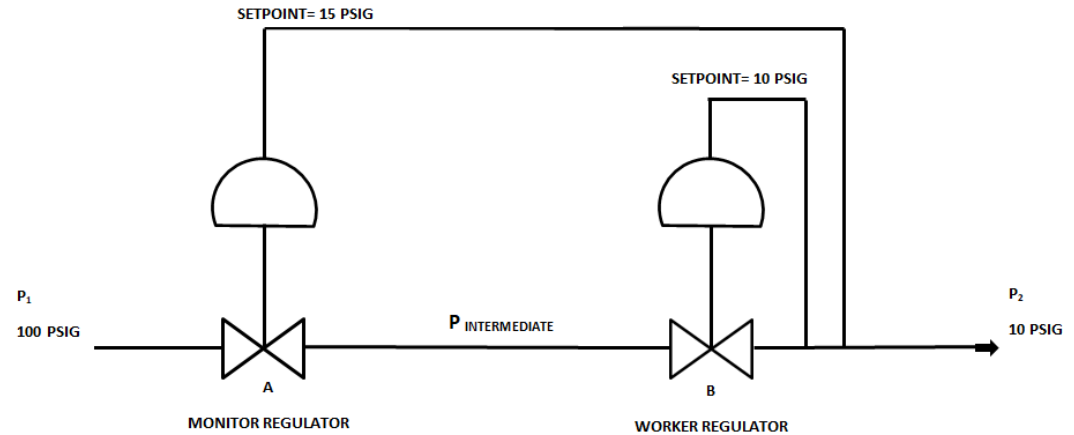 SETPOINT= 15 PSIG
SETPOINT= 10 PSIG
P1
100 PSIG
P INTERMEDIATE
P2
10 PSIG
A
B
MONITOR REGULATOR
WORKER REGULATOR